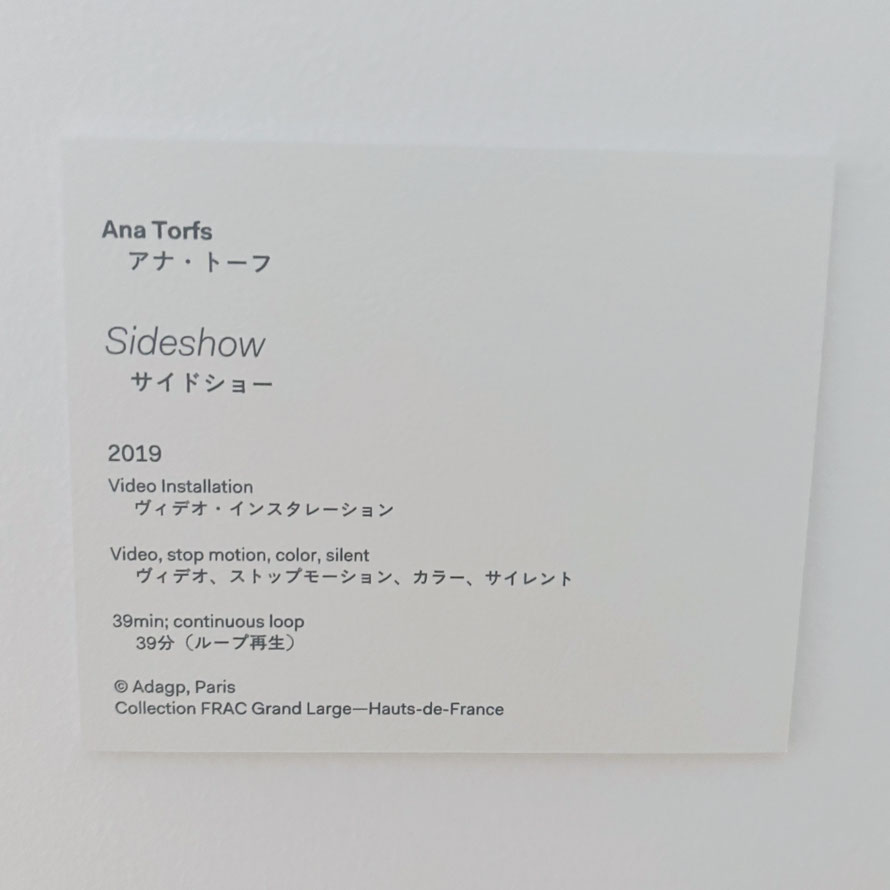 Ana Torfs
アナ・トーフ
Sideshow
サイドショー
2019
Video Installation
ヴィデオ・インスタレーション
Video, stop motion, color, silent
ヴィデオ、ストップモーション、カラー、サイレント
39min; continuous loop
39分（ループ再生）
© Adagp, Paris
Collection FRAC Grand Large—Hauts-de-France